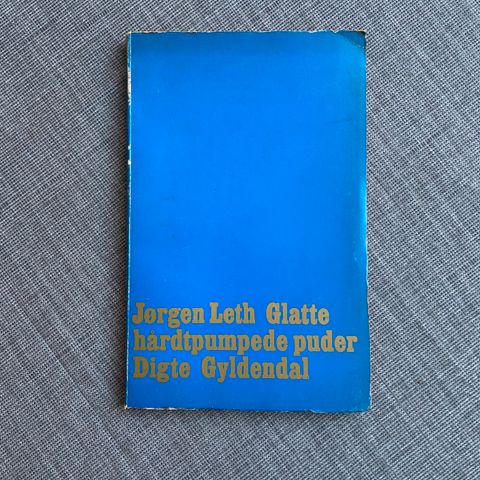 Jørgen Leth Glatte
hårdtpumpede puder
Digte Gyldendal